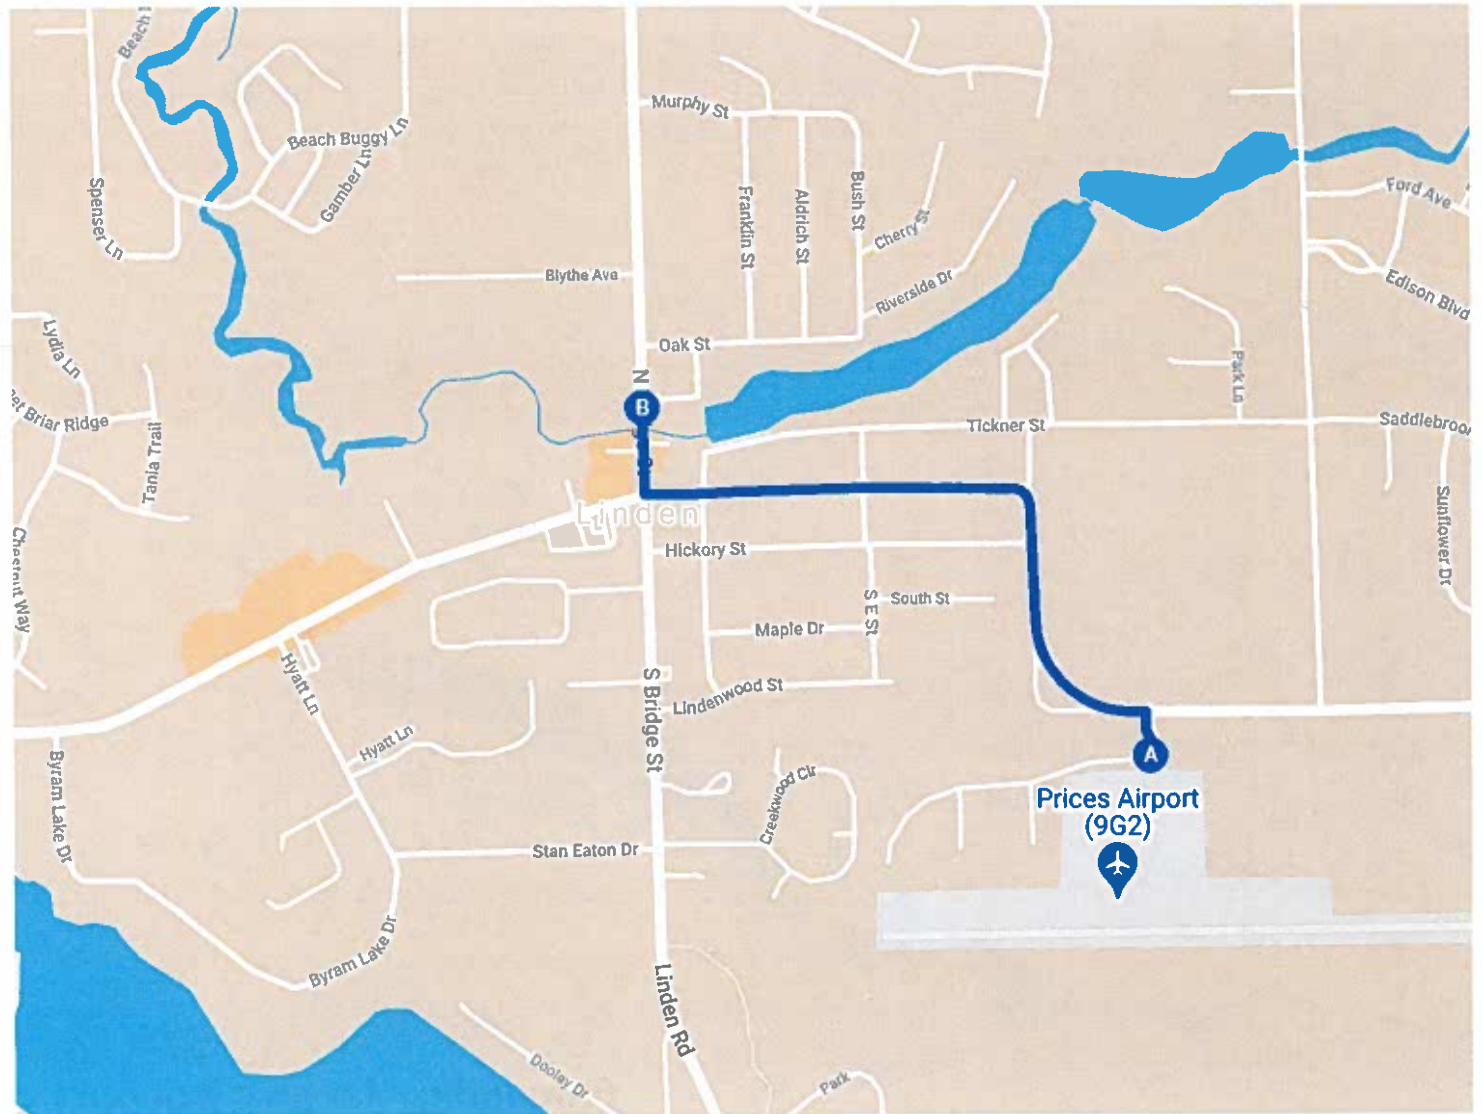 Beach
Murphy St
Beach Buggy Ln
Gamber Ln
Spenser Ln
Franklin St
Aldrich St
Bush St
Cherry St
Ford Ave
Blythe Ave
Riverside Dr
Edison Blvd
Lydia Ln
Oak St
Park Ln
N
B
et Briar Ridge
Tickner St
Saddlebroo
Tania Trail
Linden
Sunflower Dr
Chestnut Way
Hickory St
S E St
South St
Maple Dr
Hyatt Ln
S Bridge St
Lindenwood St
Hyatt Ln
A
Byram Lake Dr
Creekwood Cir
Prices Airport
(9G2)
Stan Eaton Dr
Byram Lake Dr
Linden Rd
Dooley Dr
Park